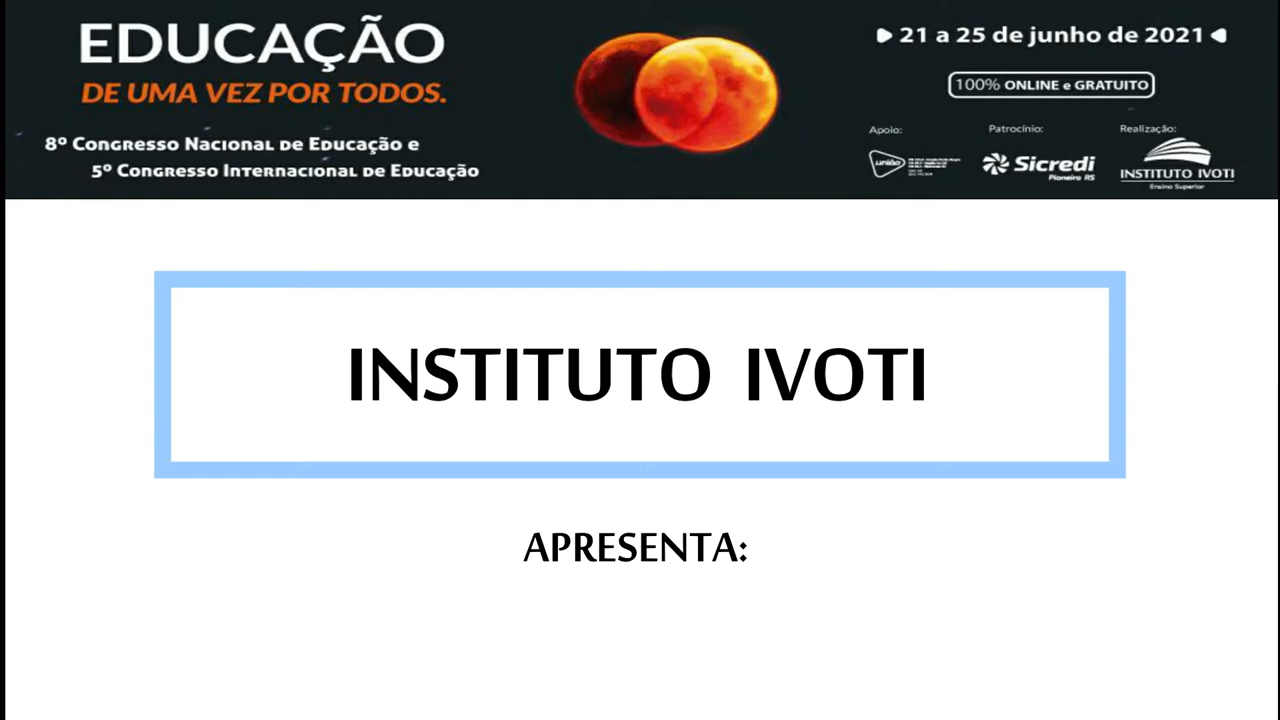 EDUCAÇÃO
DE UMA VEZ POR TODOS.
8º Congresso Nacional de Educação e
5º Congresso Internacional de Educação
21 a 25 de junho de 2021
100% ONLINE e GRATUITO
Apoio:
Patrocínio:
Realização:
união
Sicredi
Pioneira RS
INSTITUTO IVOTI
Ensino Superior
INSTITUTO IVOTI
APRESENTA: